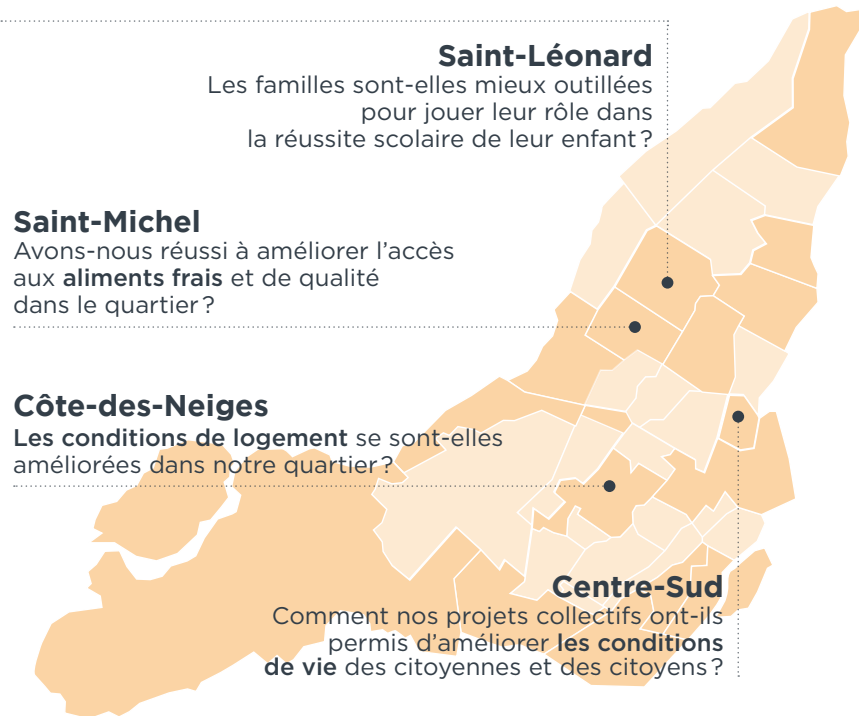 Saint-Léonard
Les familles sont-elles mieux outillées
pour jouer leur rôle dans
la réussite scolaire de leur enfant ?
Saint-Michel
Avons-nous réussi à améliorer l’accès
aux aliments frais et de qualité
dans le quartier ?
Côte-des-Neiges
Les conditions de logement se sont-elles
améliorées dans notre quartier ?
Centre-Sud
Comment nos projets collectifs ont-ils
permis d’améliorer les conditions
de vie des citoyennes et des citoyens ?